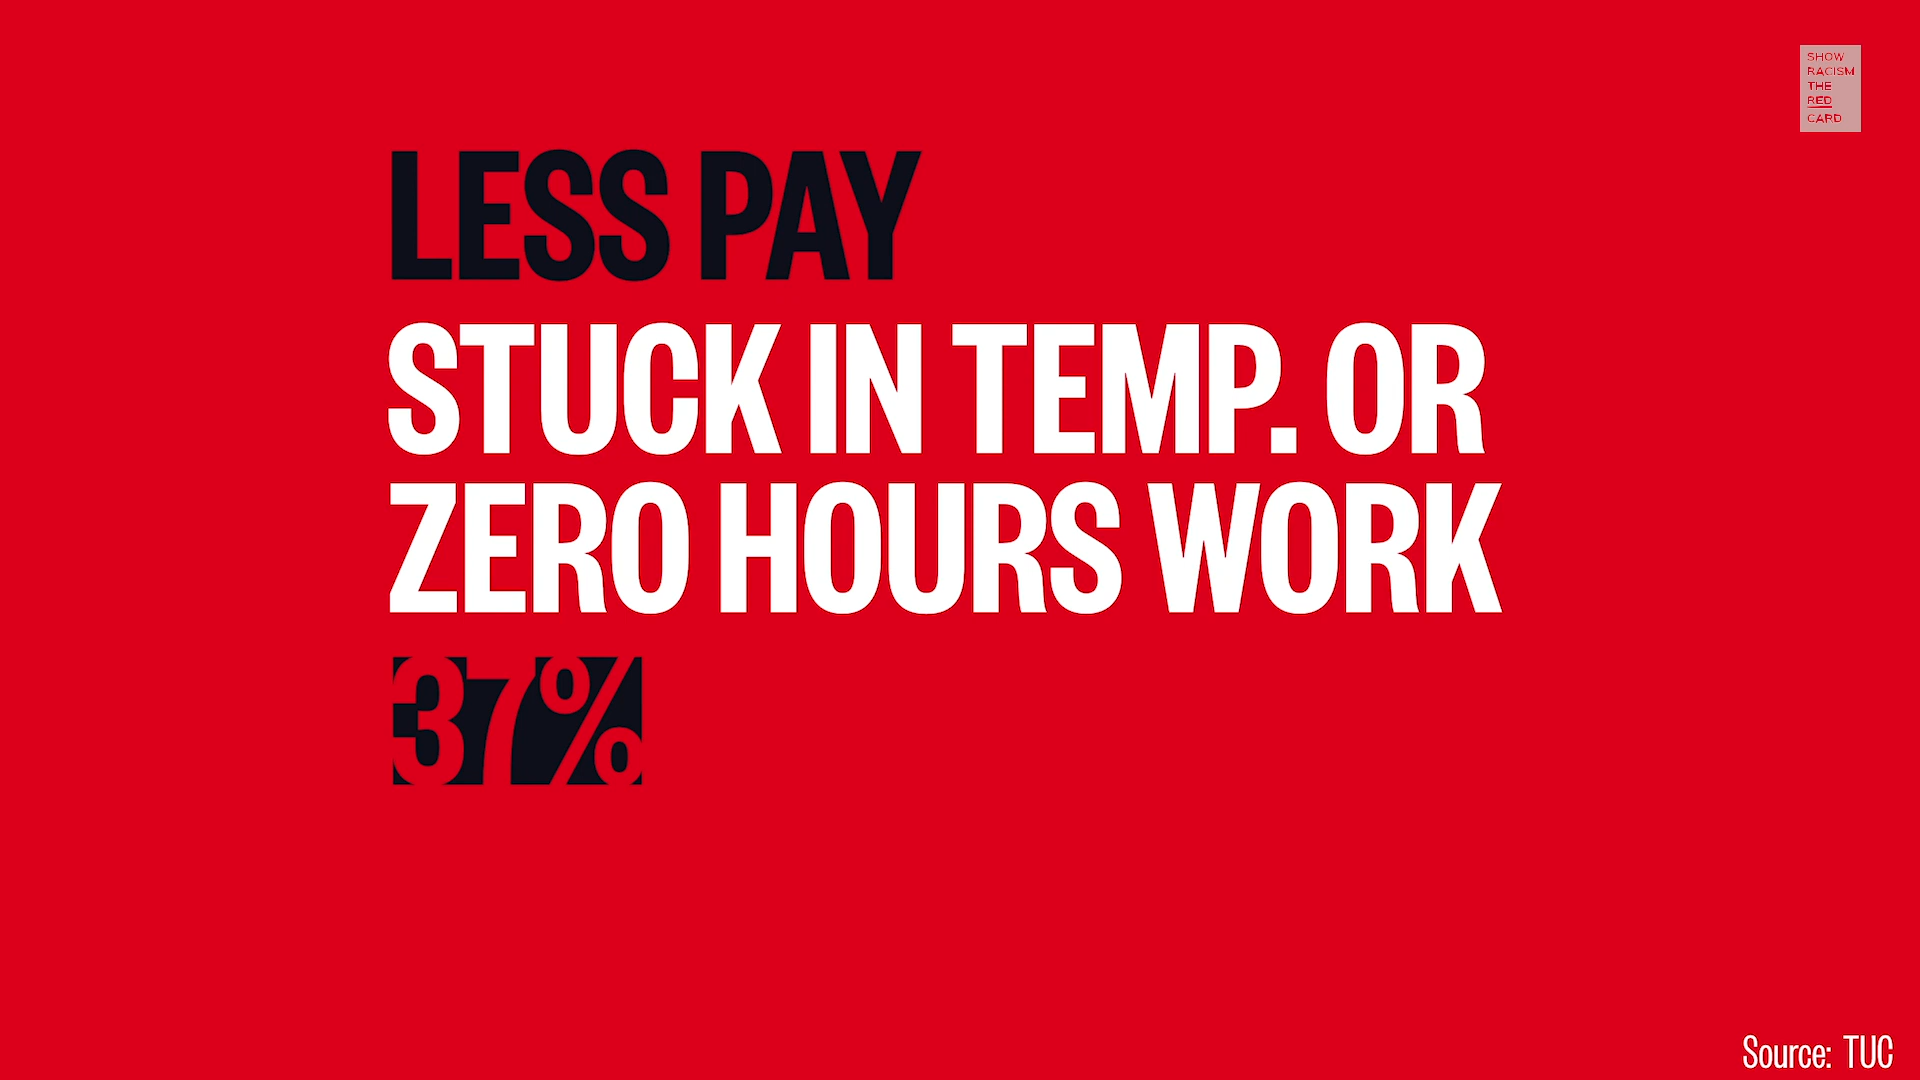 SHOW
RACISM
THE
RED
CARD
LESS PAY
STUCK IN TEMP. OR
ZERO HOURS WORK
37%
Source: TUC